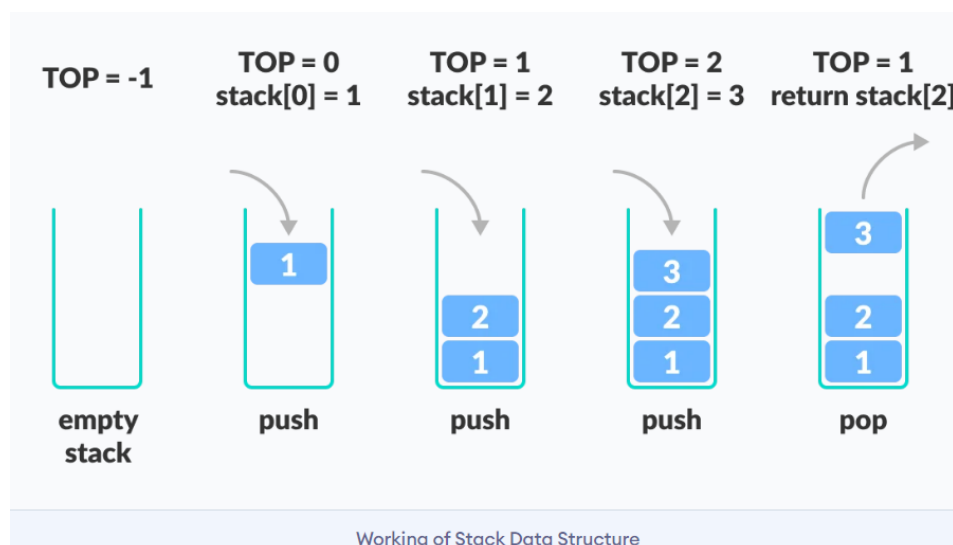 TOP = -1
TOP = 0
stack[0] = 1
TOP = 1
stack[1] = 2
TOP = 2
stack[2] = 3
TOP = 1
return stack[2]
1
2
1
3
2
1
3
2
1
empty
stack
push
push
push
pop
Working of Stack Data Structure